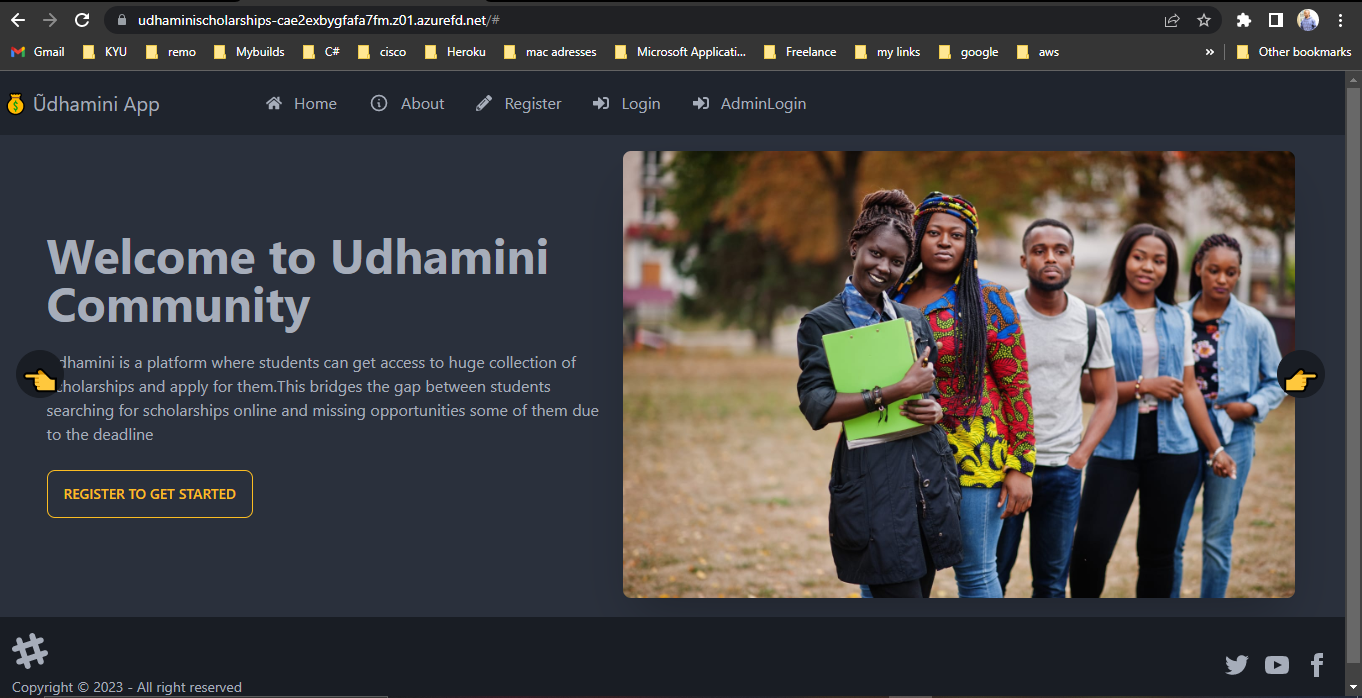 udhaminischolarships-cae2exbygfafa7fm.z01.azurefd.net/#
Gmail KYU remo Mybuilds C# cisco Heroku mac adresses Microsoft Applicati... Freelance my links google aws » Other bookmarks
Ũdhamini App Home About Register Login AdminLogin
Welcome to Udhamini
Community
dhamini is a platform where students can get access to huge collection of
cholarships and apply for them.This bridges the gap between students
searching for scholarships online and missing opportunities some of them due
to the deadline
REGISTER TO GET STARTED
Copyright © 2023 - All right reserved